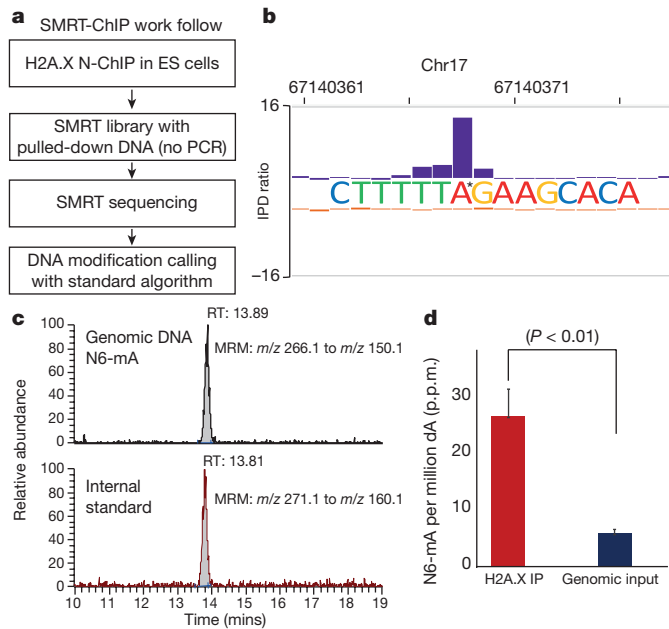 a
SMRT-ChIP work follow
H2A.X N-ChIP in ES cells
SMRT library with
pulled-down DNA (no PCR)
SMRT sequencing
DNA modification calling
with standard algorithm
b
Chr17
67140361 67140371
16
IPD ratio
–16
CTTTTTA*GAAGCACA
c
RT: 13.89
Genomic DNA
N6-mA
MRM: m/z 266.1 to m/z 150.1
100
80
60
40
20
0
Relative abundance
RT: 13.81
Internal
standard
MRM: m/z 271.1 to m/z 160.1
100
80
60
40
20
0
10 11 12 13 14 15 16 17 18 19
Time (mins)
d
(P < 0.01)
N6-mA per million dA (p.p.m.)
30
20
10
0
H2A.X IP Genomic input